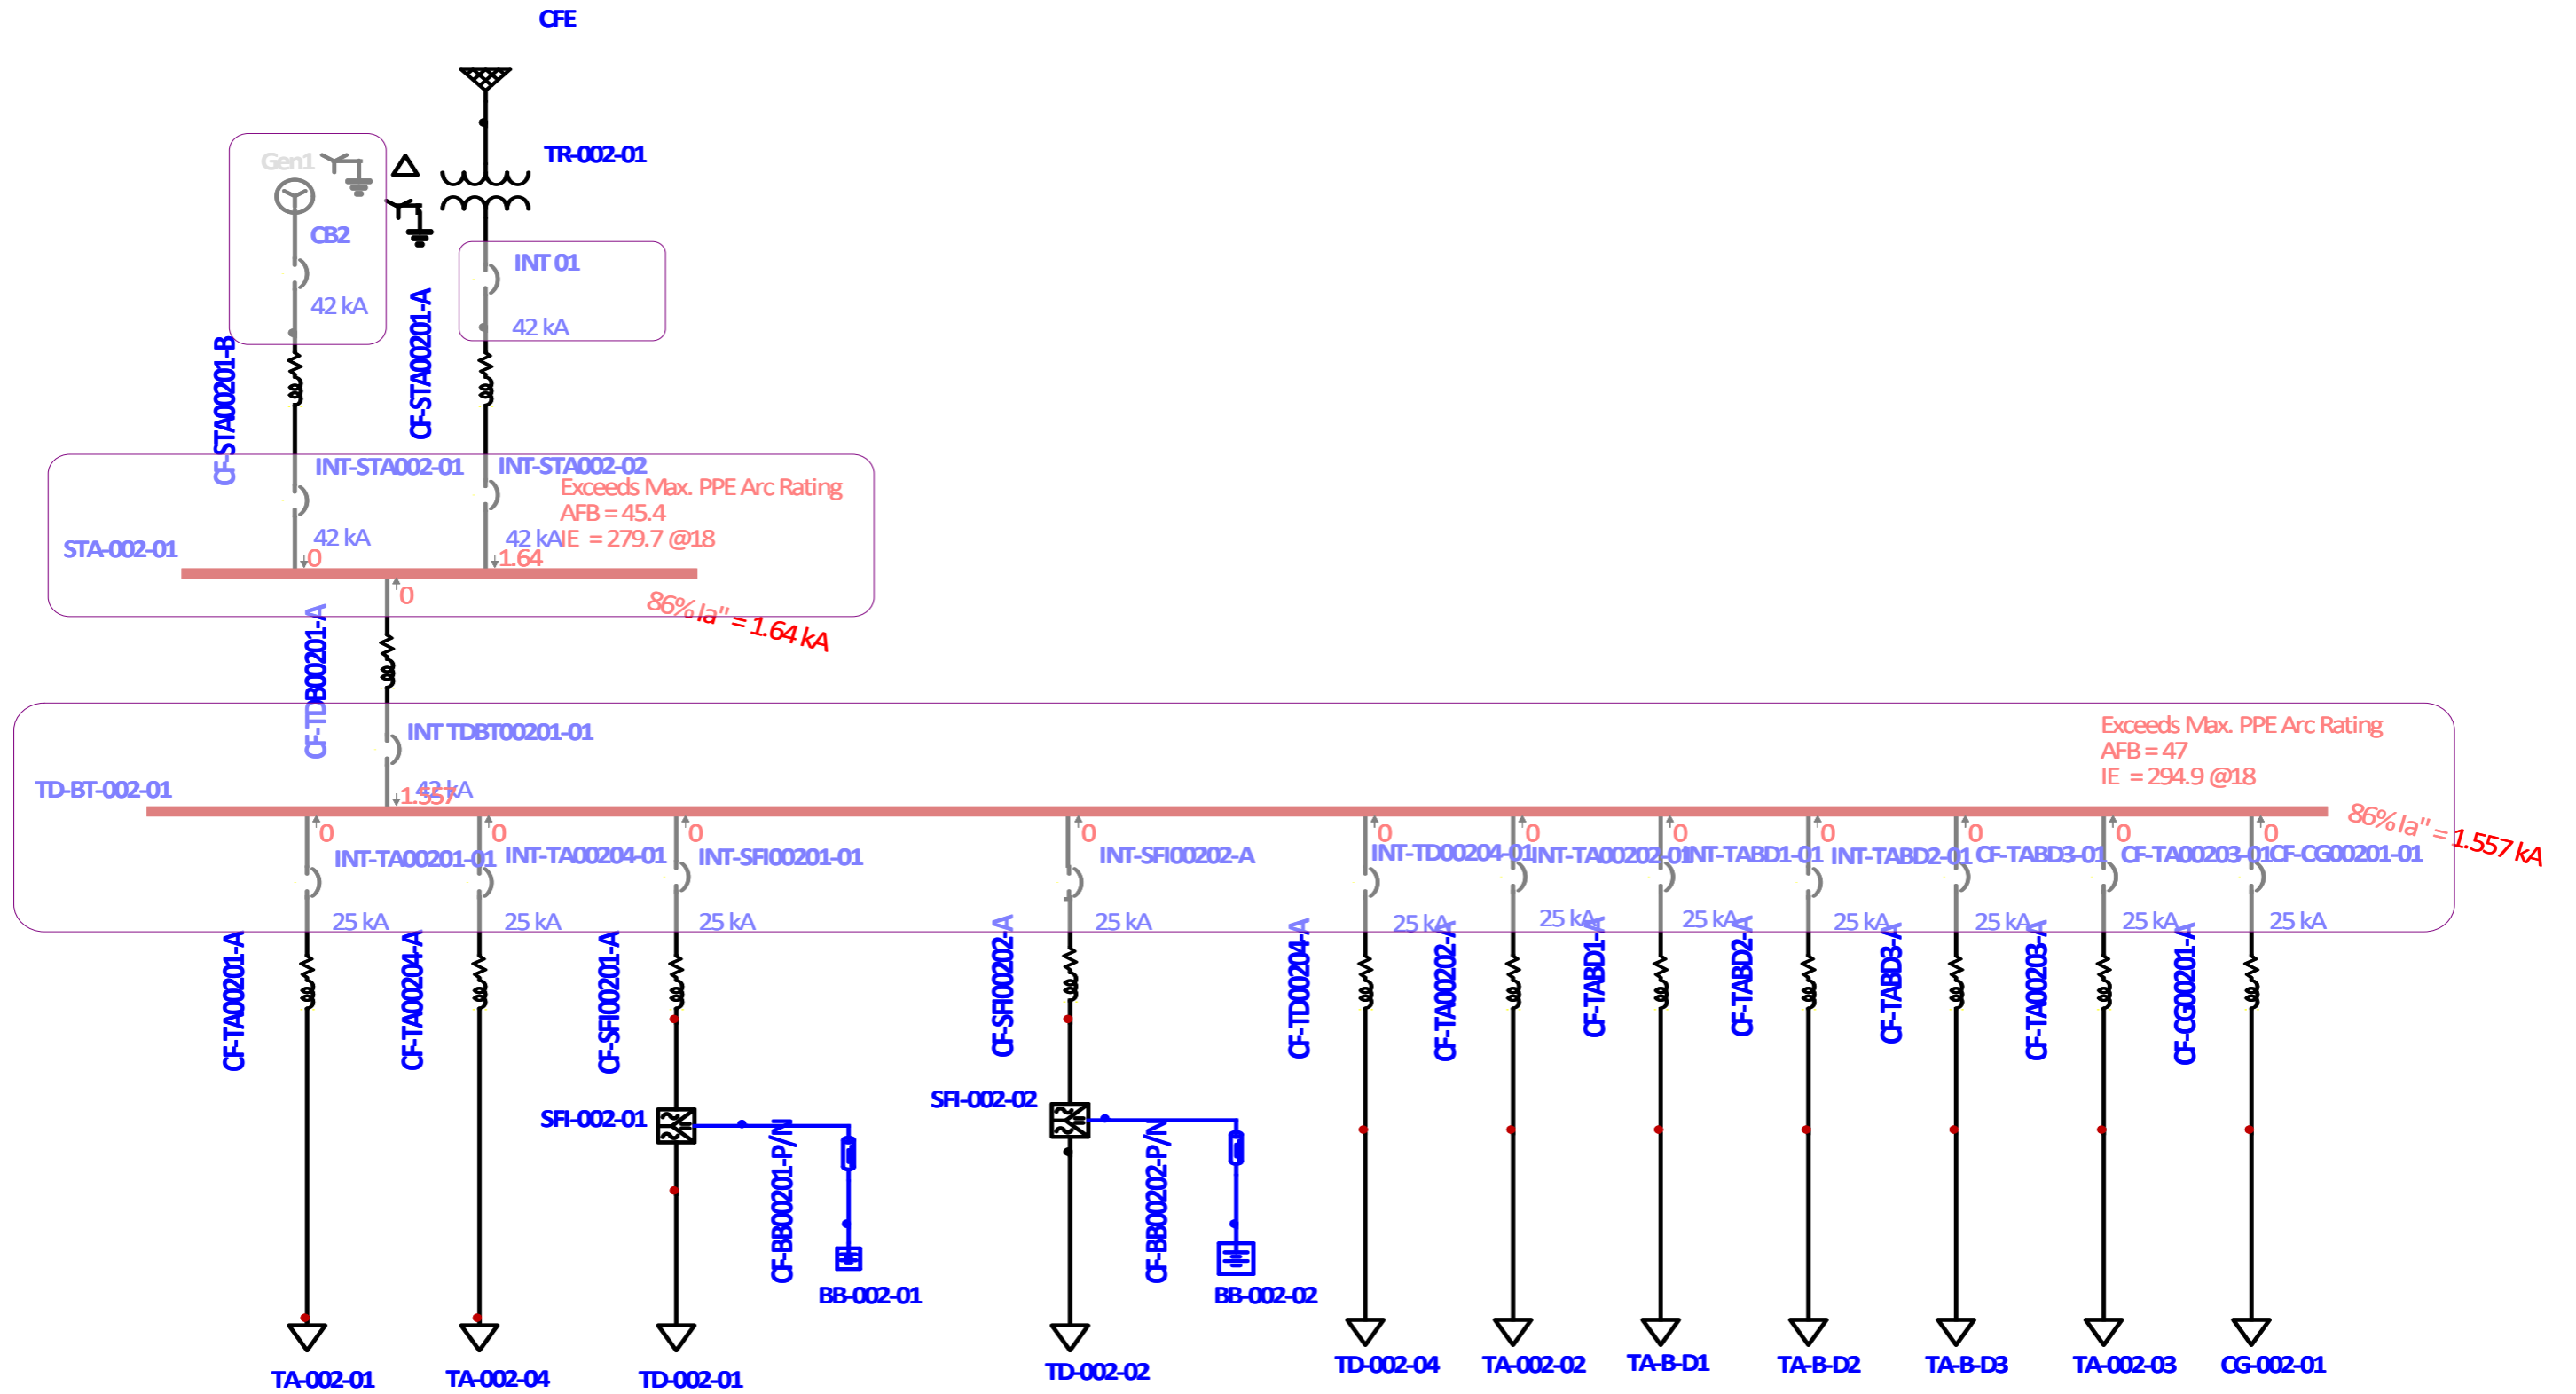 CFE
Gen1
TR-002-01
CB2
INT 01
42 kA
42 kA
CF-STA00201-B
CF-STA00201-A
INT-STA002-01
INT-STA002-02
Exceeds Max. PPE Arc Rating
AFB = 45.4
IE = 279.7 @18
42 kA
42 kA
STA-002-01
0
1.64
0
86% Ia" = 1.64 kA
CF-TDB00201-A
INT TDBT00201-01
Exceeds Max. PPE Arc Rating
AFB = 47
IE = 294.9 @18
TD-BT-002-01
42 kA
1.557
0
0
0
0
0
0
0
0
0
0
0
86% Ia" = 1.557 kA
INT-TA00201-01
INT-TA00204-01
INT-SFI00201-01
INT-SFI00202-A
INT-TD00204-01
INT-TA00202-01
INT-TABD1-01
INT-TABD2-01
CF-TABD3-01
CF-TA00203-01
CF-CG00201-01
25 kA
25 kA
25 kA
25 kA
25 kA
25 kA
25 kA
25 kA
25 kA
25 kA
25 kA
CF-TA00201-A
CF-TA00204-A
CF-SFI00201-A
CF-SFI00202-A
CF-TD00204-A
CF-TA00202-A
CF-TABD1-A
CF-TABD2-A
CF-TABD3-A
CF-TA00203-A
CF-CG00201-A
SFI-002-01
SFI-002-02
CF-BB00201-P/N
CF-BB00202-P/N
BB-002-01
BB-002-02
TA-002-01
TA-002-04
TD-002-01
TD-002-02
TD-002-04
TA-002-02
TA-B-D1
TA-B-D2
TA-B-D3
TA-002-03
CG-002-01